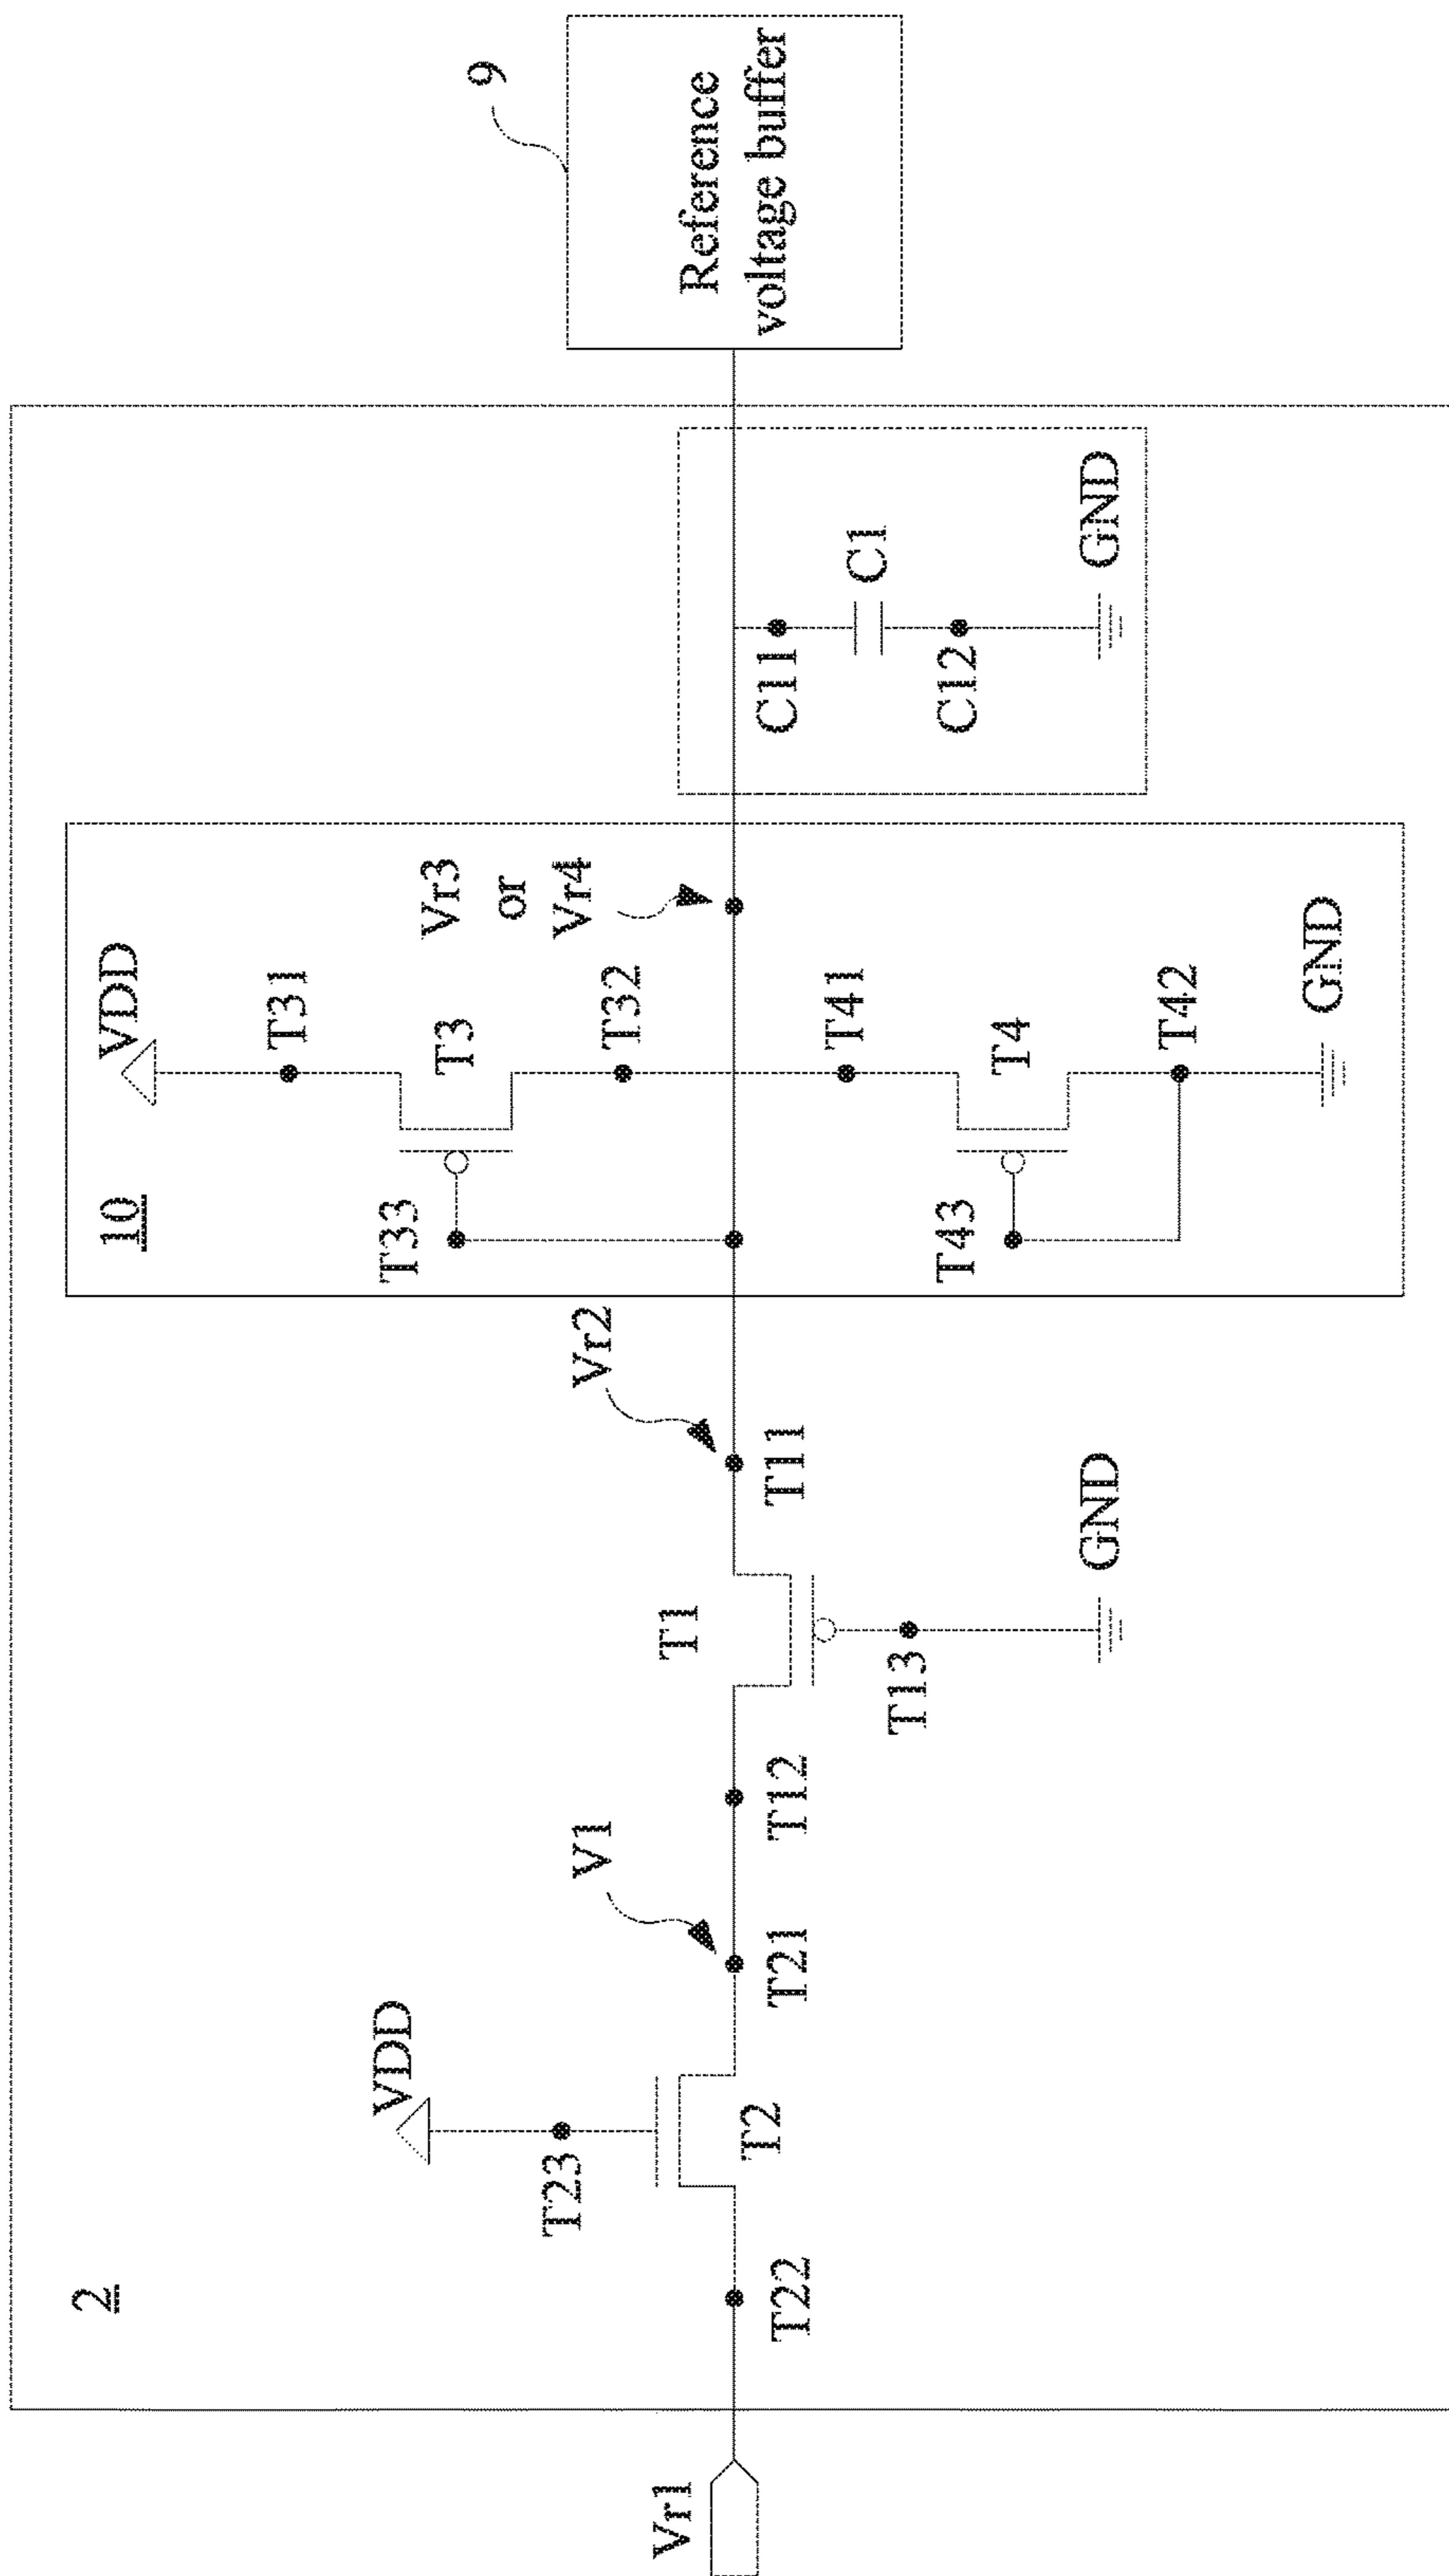 2
VDD
T23
T2
T22
Vr1
T21
V1
T12
T1
T13
GND
T11
Vr2
10
VDD
T31
T33
T3
T32
Vr3
or
Vr4
T41
T43
T4
T42
GND
C11
C1
C12
GND
9
Reference
voltage buffer